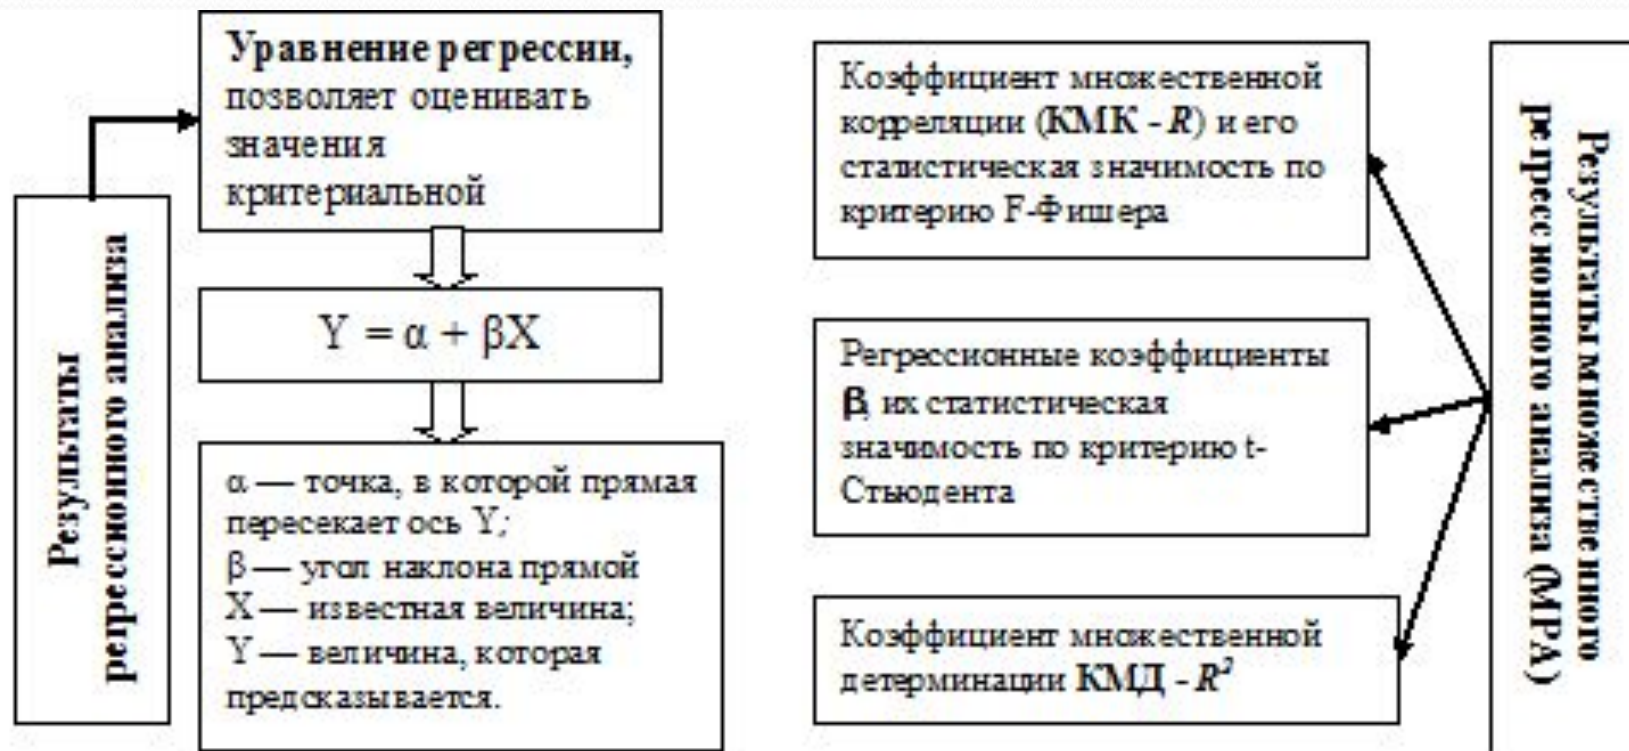 Результаты
регрессионного анализа
Уравнение регрессии,
позволяет оценивать
значения
критериальной
Y = α + βX
α — точка, в которой прямая
пересекает ось Y;
β — угол наклона прямой
X — известная величина;
Y — величина, которая
предсказывается.
Коэффициент множественной
корреляции (КМК - R) и его
статистическая значимость по
критерию F-Фишера
Регрессионные коэффициенты
β, их статистическая
значимость по критерию t-
Стьюдента
Коэффициент множественной
детерминации КМД - R²
Результаты множественного
регрессионного анализа (МРА)